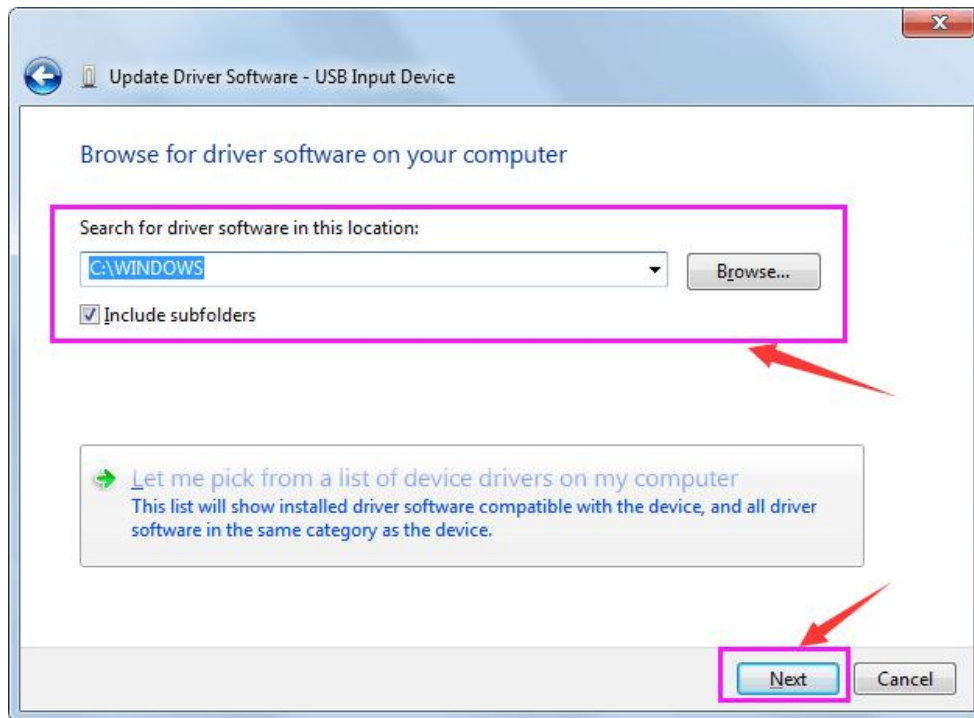 Update Driver Software - USB Input Device
Browse for driver software on your computer
Search for driver software in this location:
C:\WINDOWS
Browse...
Include subfolders
Let me pick from a list of device drivers on my computer
This list will show installed driver software compatible with the device, and all driver
software in the same category as the device.
Next
Cancel